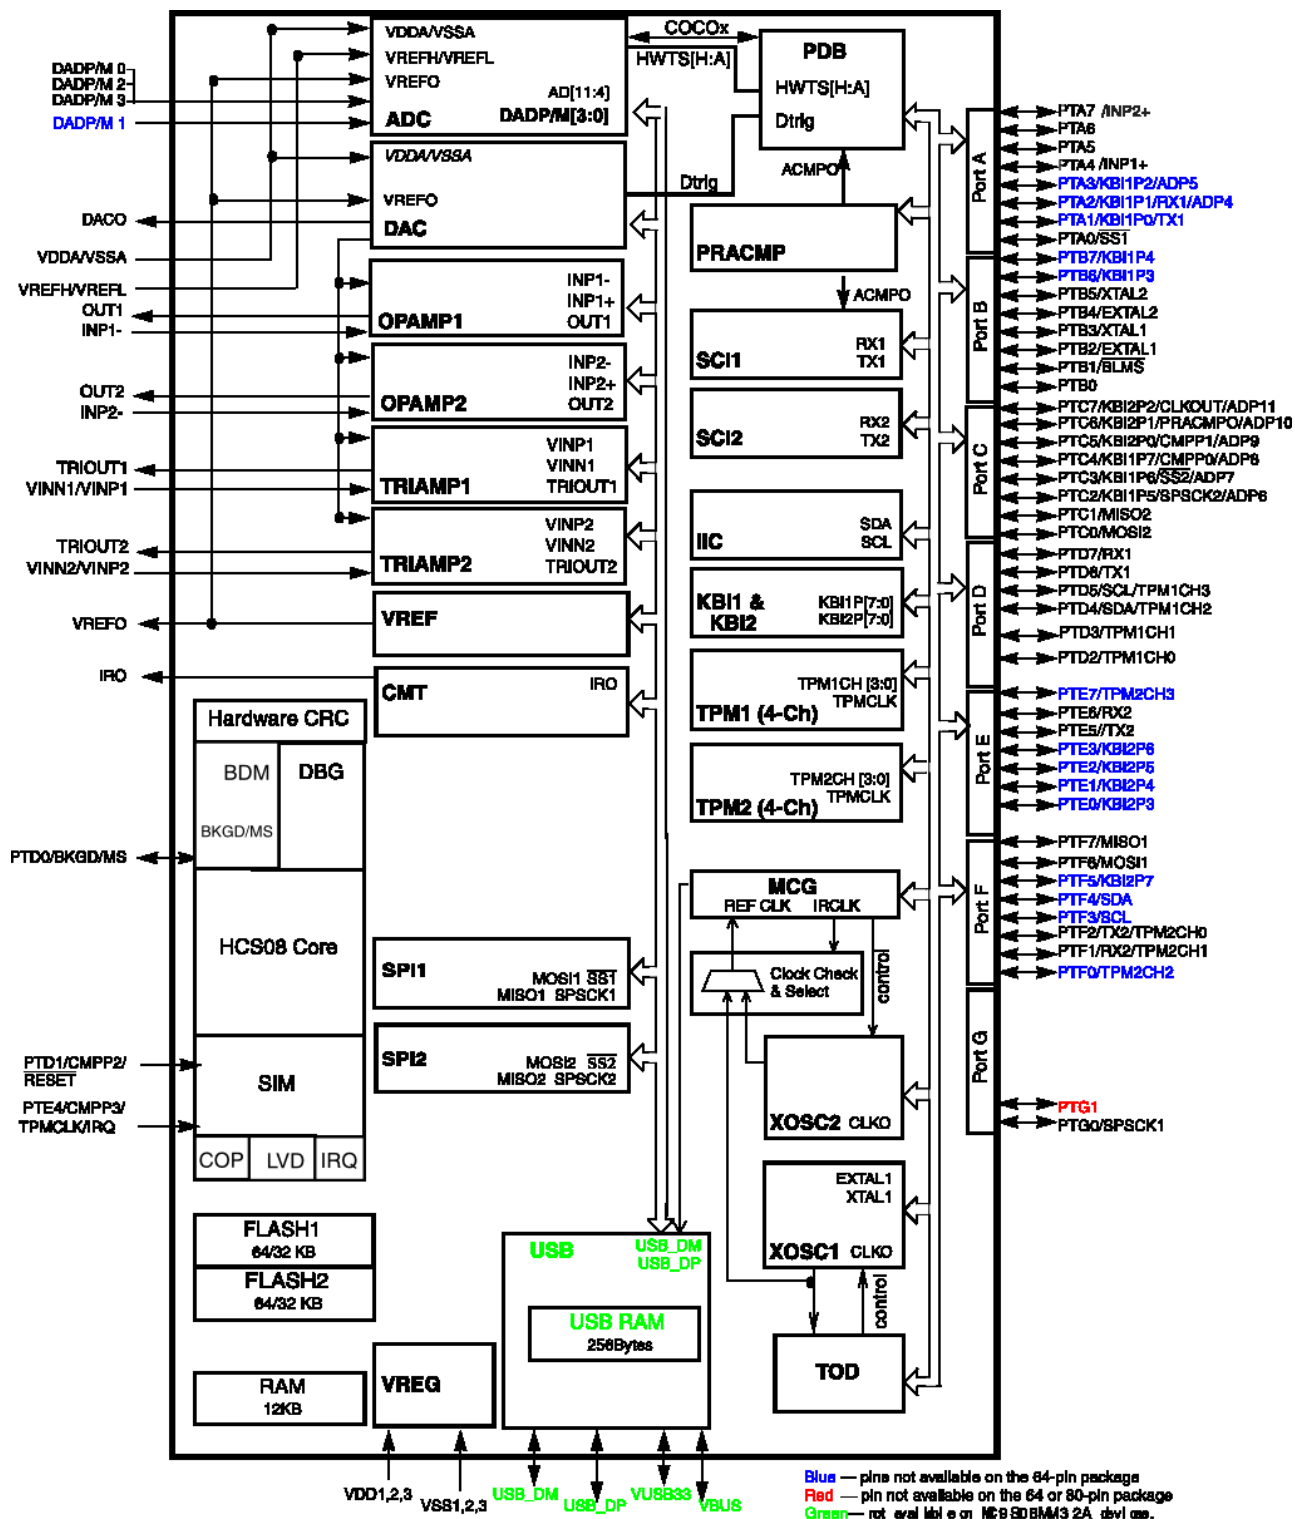 VDDA/VSSA
VREFH/VREFL
VREFO
AD[11:4]
DADP/M[3:0]
ADC
COCOx
HWTS[H:A]
PDB
HWTS[H:A]
Dtrig
DADP/M 0
DADP/M 2
DADP/M 3
DADP/M 1
VDDA/VSSA
VREFO
DAC
Dtrig
ACMPO
DACO
VDDA/VSSA
VREFH/VREFL
OUT1
INP1-
PRACMP
ACMPO
INP1-
INP1+
OUT1
OPAMP1
SCI1
RX1
TX1
OUT2
INP2-
INP2-
INP2+
OUT2
OPAMP2
SCI2
RX2
TX2
TRIOUT1
VINN1/VINP1
VINP1
VINN1
TRIOUT1
TRIAMP1
TRIOUT2
VINN2/VINP2
VINP2
VINN2
TRIOUT2
TRIAMP2
IIC
SDA
SCL
VREFO
VREF
KBI1 &
KBI2
KBI1P[7:0]
KBI2P[7:0]
IRO
CMT
IRO
TPM1CH [3:0]
TPMCLK
TPM1 (4-Ch)
TPM2CH [3:0]
TPMCLK
TPM2 (4-Ch)
Hardware CRC
BDM
DBG
BKGD/MS
PTD0/BKGD/MS
HCS08 Core
MCG
REF CLK
IRCLK
Clock Check
& Select
control
SPI1
MOSI1 SS1
MISO1 SPSCK1
SPI2
MOSI2 SS2
MISO2 SPSCK2
PTD1/CMPP2/
RESET
PTE4/CMPP3/
TPMCLK/IRQ
SIM
COP
LVD
IRQ
XOSC2 CLKO
EXTAL1
XTAL1
XOSC1 CLKO
control
TOD
FLASH1
64/32 KB
FLASH2
64/32 KB
RAM
12KB
VREG
USB
USB_DM
USB_DP
USB RAM
256Bytes
VDD1,2,3
VSS1,2,3
USB_DM
USB_DP
VUSB33
VBUS
Port A
PTA7 /INP2+
PTA6
PTA5
PTA4 /INP1+
PTA3/KBI1P2/ADP5
PTA2/KBI1P1/RX1/ADP4
PTA1/KBI1P0/TX1
PTA0/SS1
Port B
PTB7/KBI1P4
PTB6/KBI1P3
PTB5/XTAL2
PTB4/EXTAL2
PTB3/XTAL1
PTB2/EXTAL1
PTB1/BLMS
PTB0
Port C
PTC7/KBI2P2/CLKOUT/ADP11
PTC6/KBI2P1/PRACMPO/ADP10
PTC5/KBI2P0/CMPP1/ADP9
PTC4/KBI1P7/CMPP0/ADP8
PTC3/KBI1P6/SS2/ADP7
PTC2/KBI1P5/SPSCK2/ADP6
PTC1/MISO2
PTC0/MOSI2
Port D
PTD7/RX1
PTD6/TX1
PTD5/SCL/TPM1CH3
PTD4/SDA/TPM1CH2
PTD3/TPM1CH1
PTD2/TPM1CH0
Port E
PTE7/TPM2CH3
PTE6/RX2
PTE5//TX2
PTE3/KBI2P6
PTE2/KBI2P5
PTE1/KBI2P4
PTE0/KBI2P3
Port F
PTF7/MISO1
PTF6/MOSI1
PTF5/KBI2P7
PTF4/SDA
PTF3/SCL
PTF2/TX2/TPM2CH0
PTF1/RX2/TPM2CH1
PTF0/TPM2CH2
Port G
PTG1
PTG0/SPSCK1
Blue — pins not available on the 64-pin package
Red — pin not available on the 64 or 80-pin package
Green— not available on MC9S08MM32A devices.